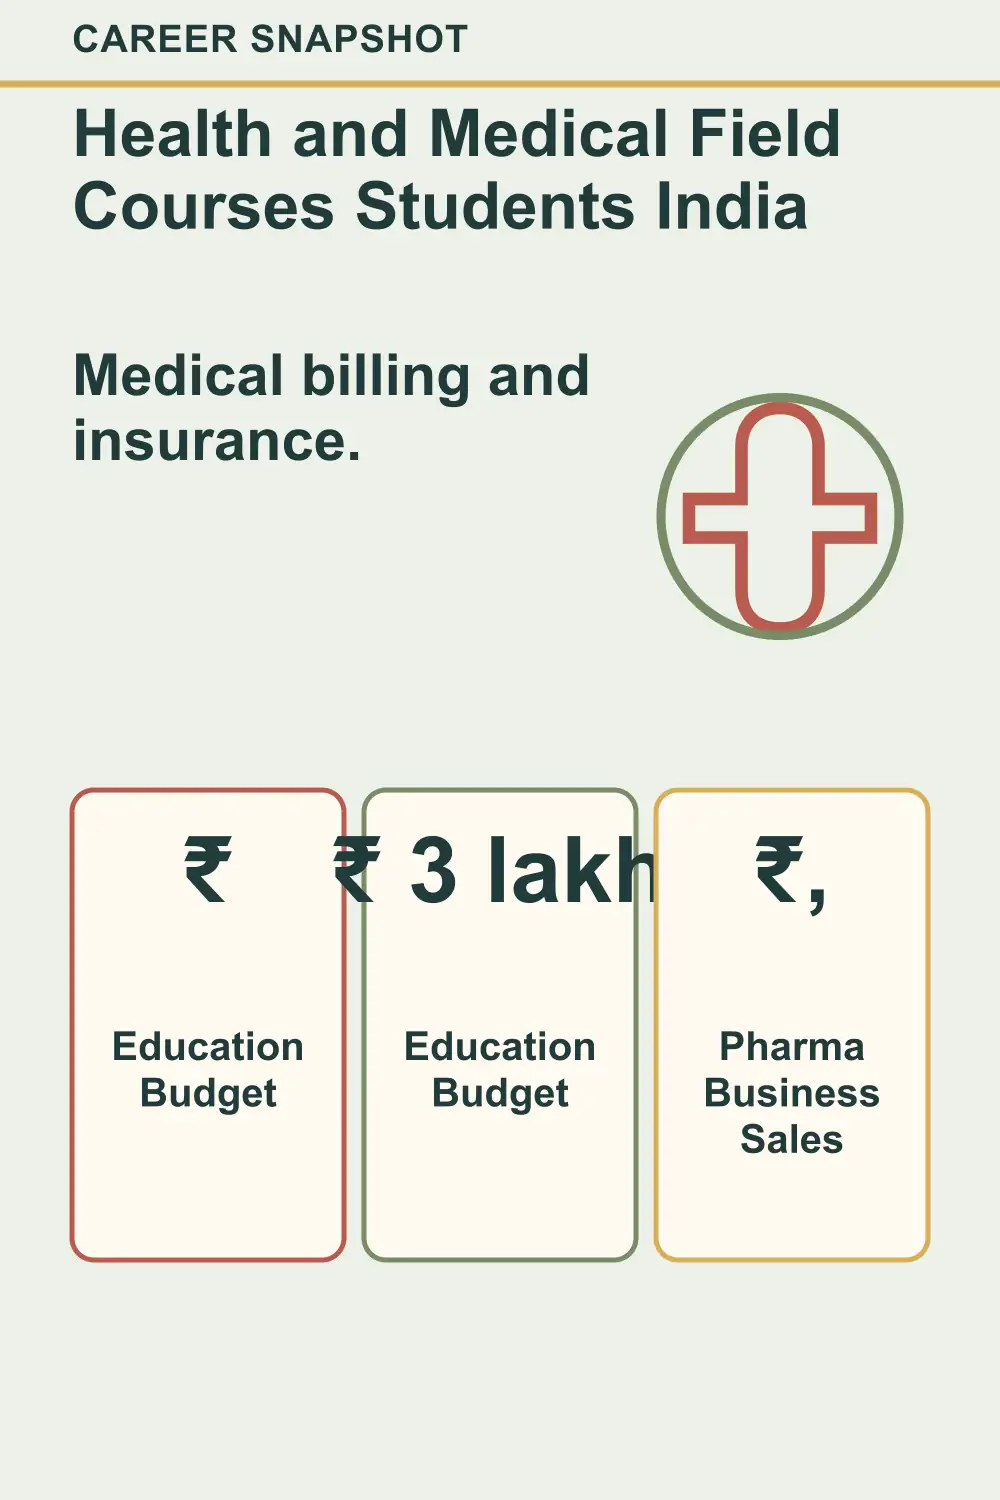 CAREER SNAPSHOT
Health and Medical Field
Courses Students India
Medical billing and
insurance.
₹
₹ 3 lakh
₹,
Education
Budget
Education
Budget
Pharma
Business
Sales